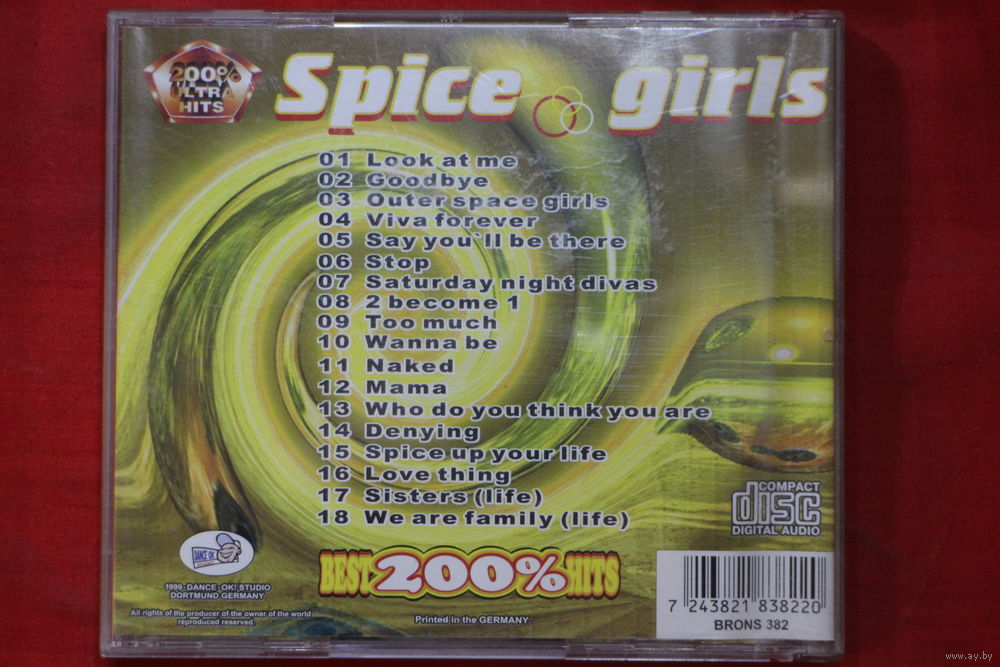 200%
ULTRA
HITS
Spice girls
01 Look at me
02 Goodbye
03 Outer space girls
04 Viva forever
05 Say you`ll be there
06 Stop
07 Saturday night divas
08 2 become 1
09 Too much
10 Wanna be
11 Naked
12 Mama
13 Who do you think you are
14 Denying
15 Spice up your life
16 Love thing
17 Sisters (life)
18 We are family (life)
COMPACT
disc
DIGITAL AUDIO
DANCE OK!
1999-DANCE-OK! STUDIO
DORTMUND GERMANY
All rights of the producer of the owner of the world
reproduced reserved.
BEST 200% HITS
Printed in the GERMANY.
7 243821 838220
BRONS 382
www.ay.by